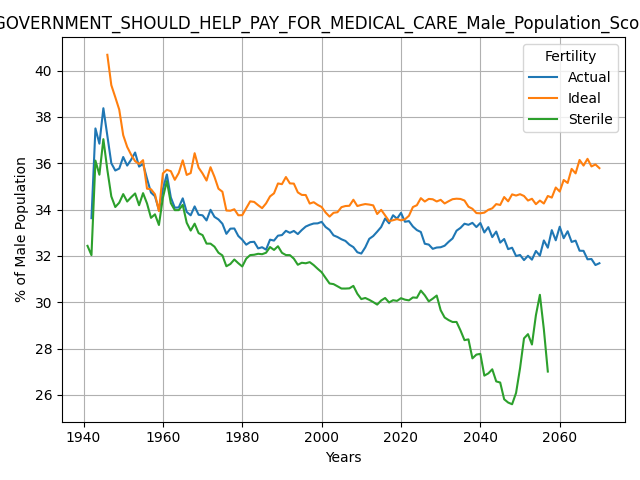 GOVERNMENT_SHOULD_HELP_PAY_FOR_MEDICAL_CARE_Male_Population_Sco
Fertility
Actual
Ideal
Sterile
% of Male Population
40
38
36
34
32
30
28
26
1940 1960 1980 2000 2020 2040 2060
Years